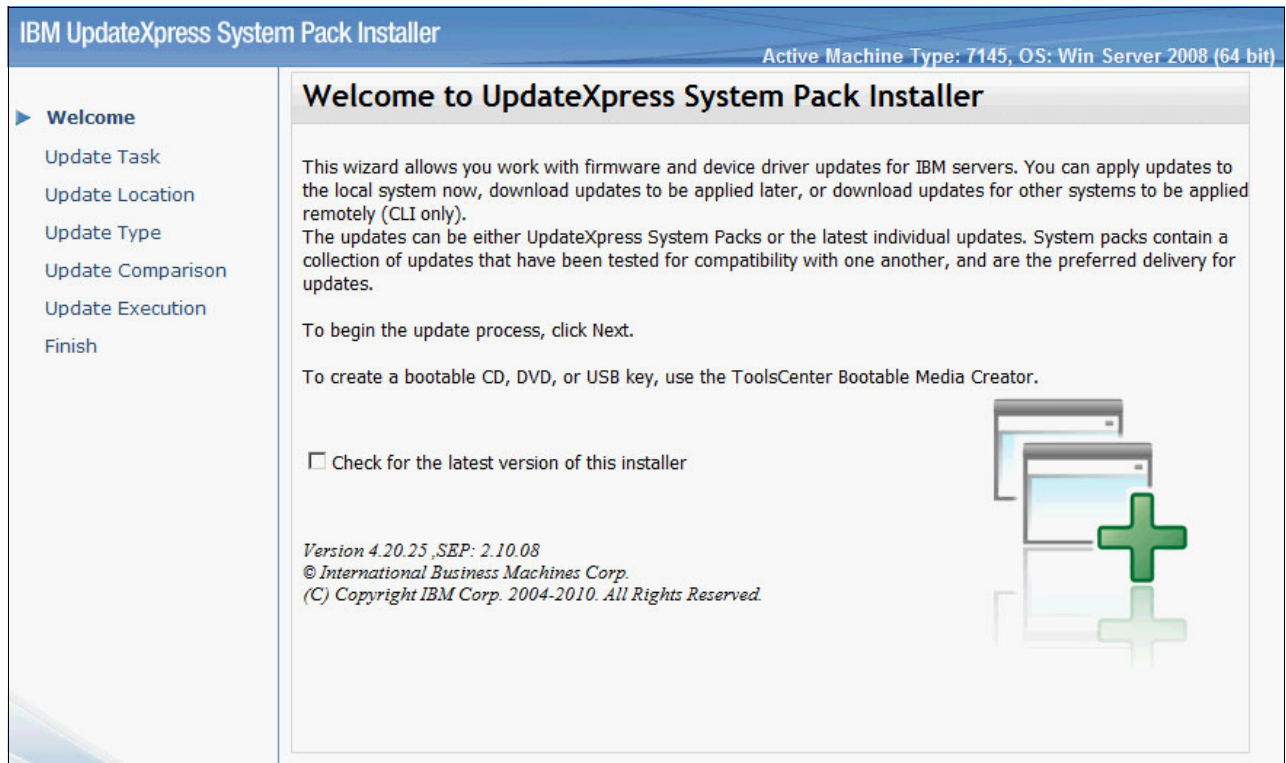 IBM UpdateXpress System Pack Installer
Active Machine Type: 7145, OS: Win Server 2008 (64 bit)
Welcome
Update Task
Update Location
Update Type
Update Comparison
Update Execution
Finish
Welcome to UpdateXpress System Pack Installer
This wizard allows you work with firmware and device driver updates for IBM servers. You can apply updates to
the local system now, download updates to be applied later, or download updates for other systems to be applied
remotely (CLI only).
The updates can be either UpdateXpress System Packs or the latest individual updates. System packs contain a
collection of updates that have been tested for compatibility with one another, and are the preferred delivery for
updates.
To begin the update process, click Next.
To create a bootable CD, DVD, or USB key, use the ToolsCenter Bootable Media Creator.
Check for the latest version of this installer
Version 4.20.25 ,SEP: 2.10.08
© International Business Machines Corp.
(C) Copyright IBM Corp. 2004-2010. All Rights Reserved.